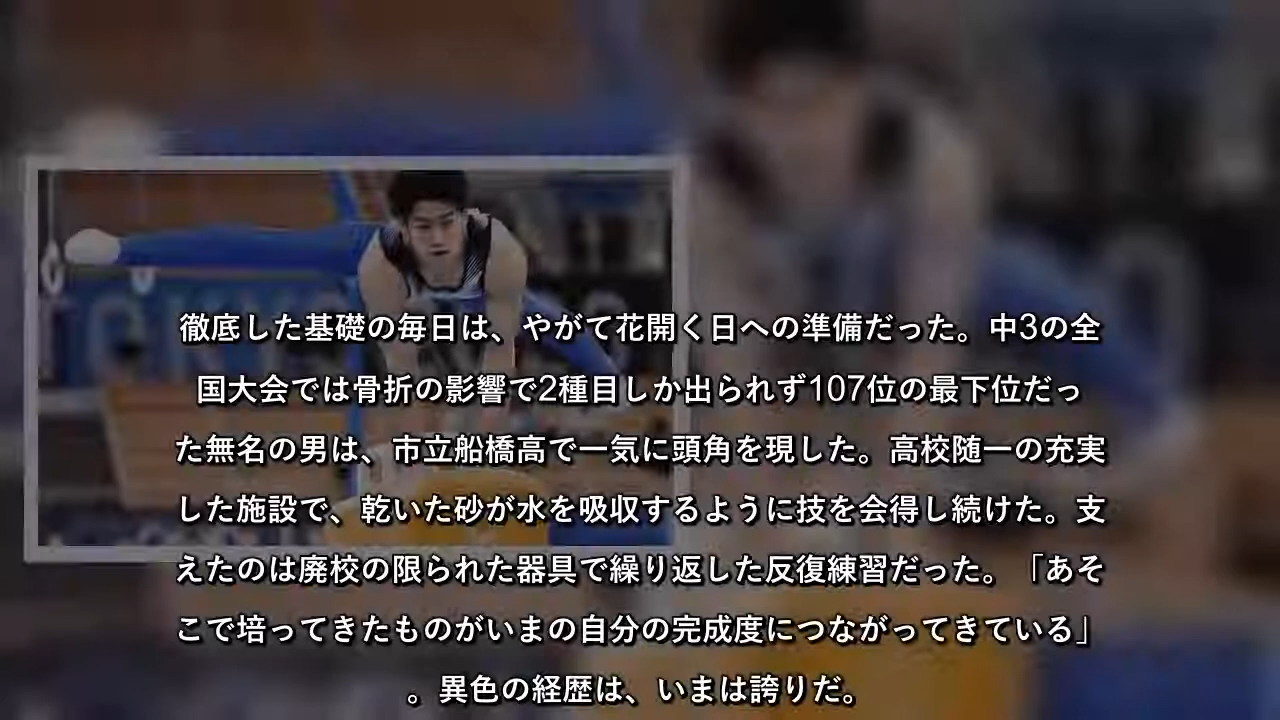 徹底した基礎の毎日は、やがて花開く日への準備だった。中3の全
国大会では骨折の影響で2種目しか出られず107位の最下位だっ
た無名の男は、市立船橋高で一気に頭角を現した。高校随一の充実
した施設で、乾いた砂が水を吸収するように技を会得し続けた。支
えたのは廃校の限られた器具で繰り返した反復練習だった。「あそ
こで培ってきたものがいまの自分の完成度につながってきている」
。異色の経歴は、いまは誇りだ。